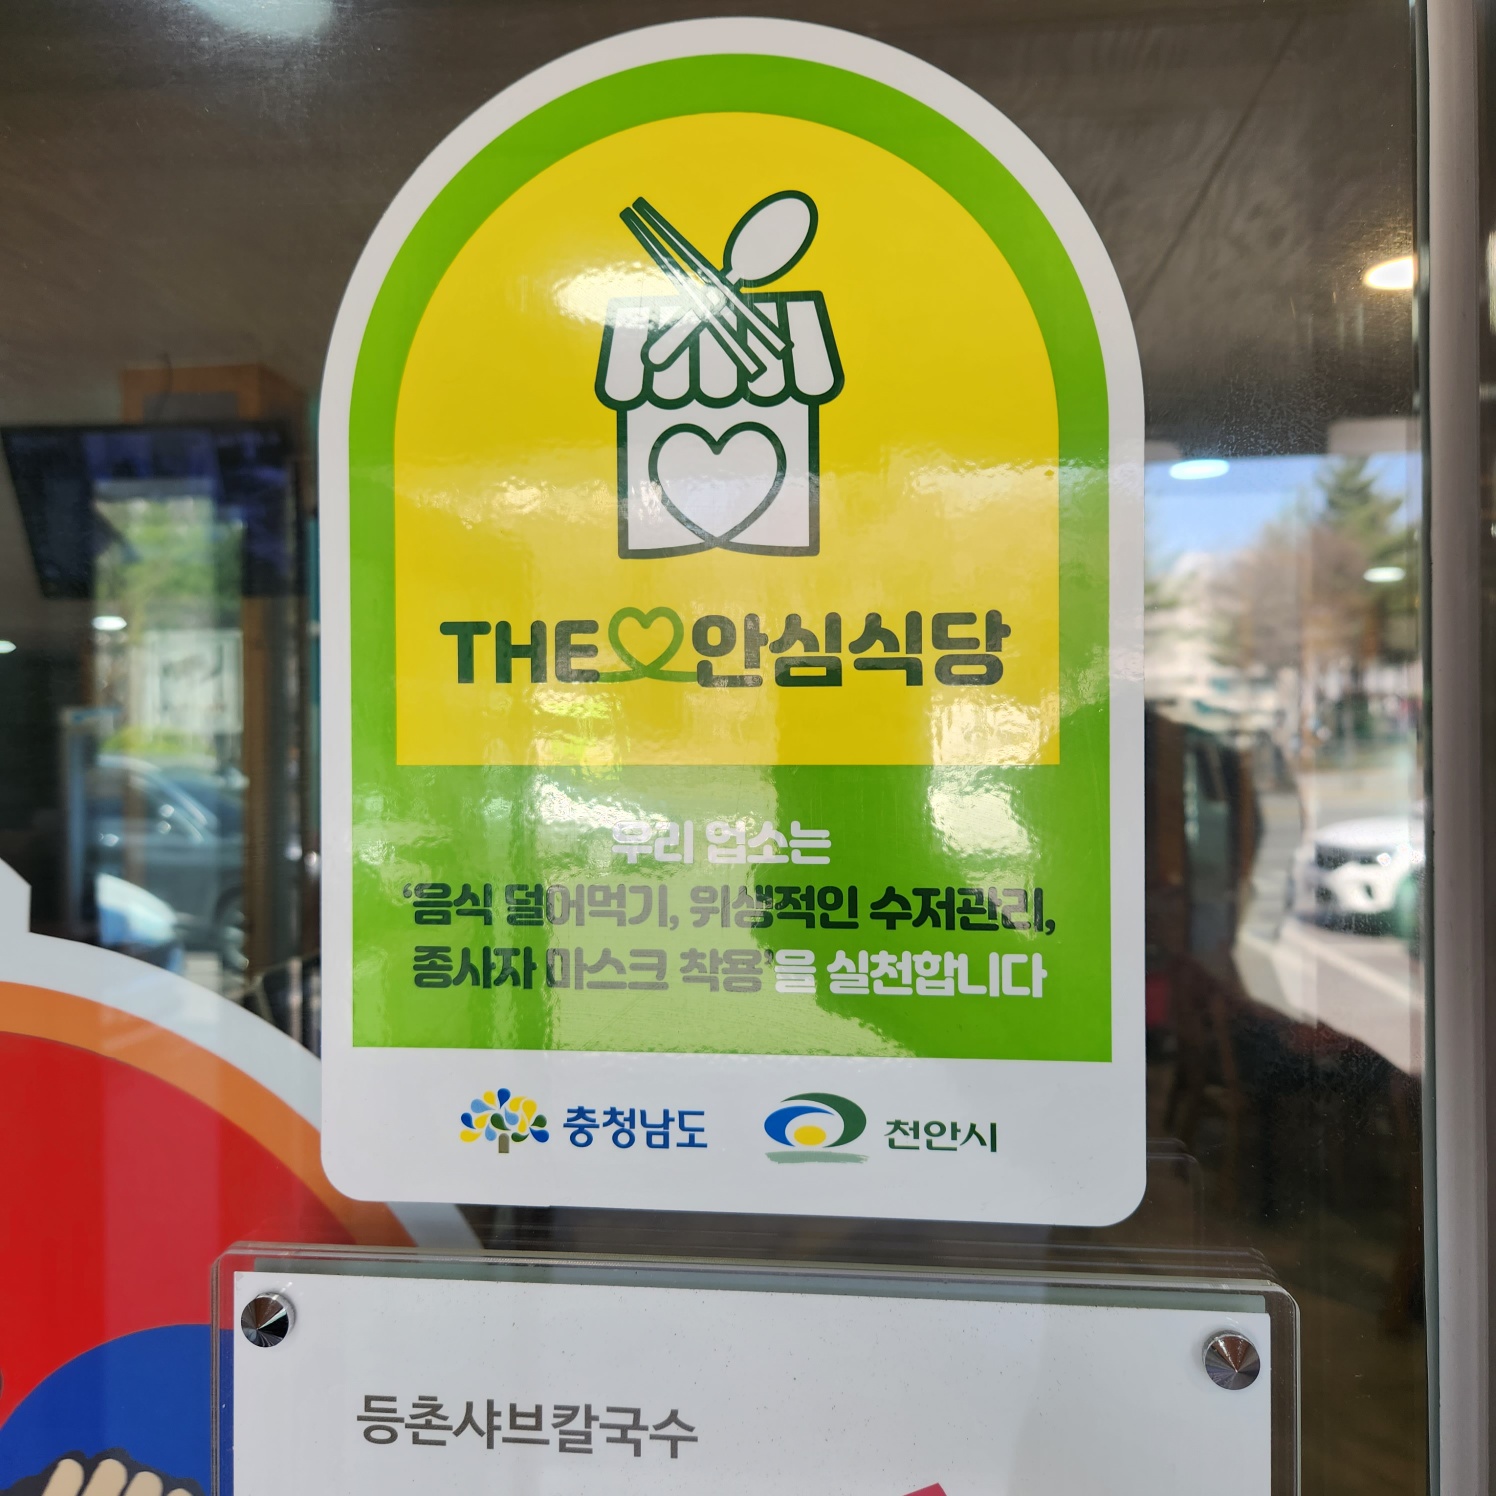 THE 안심식당
우리 업소는
'음식 덜어먹기, 위생적인 수저관리,
종사자 마스크 착용'을 실천합니다
충청남도 천안시
등촌샤브칼국수